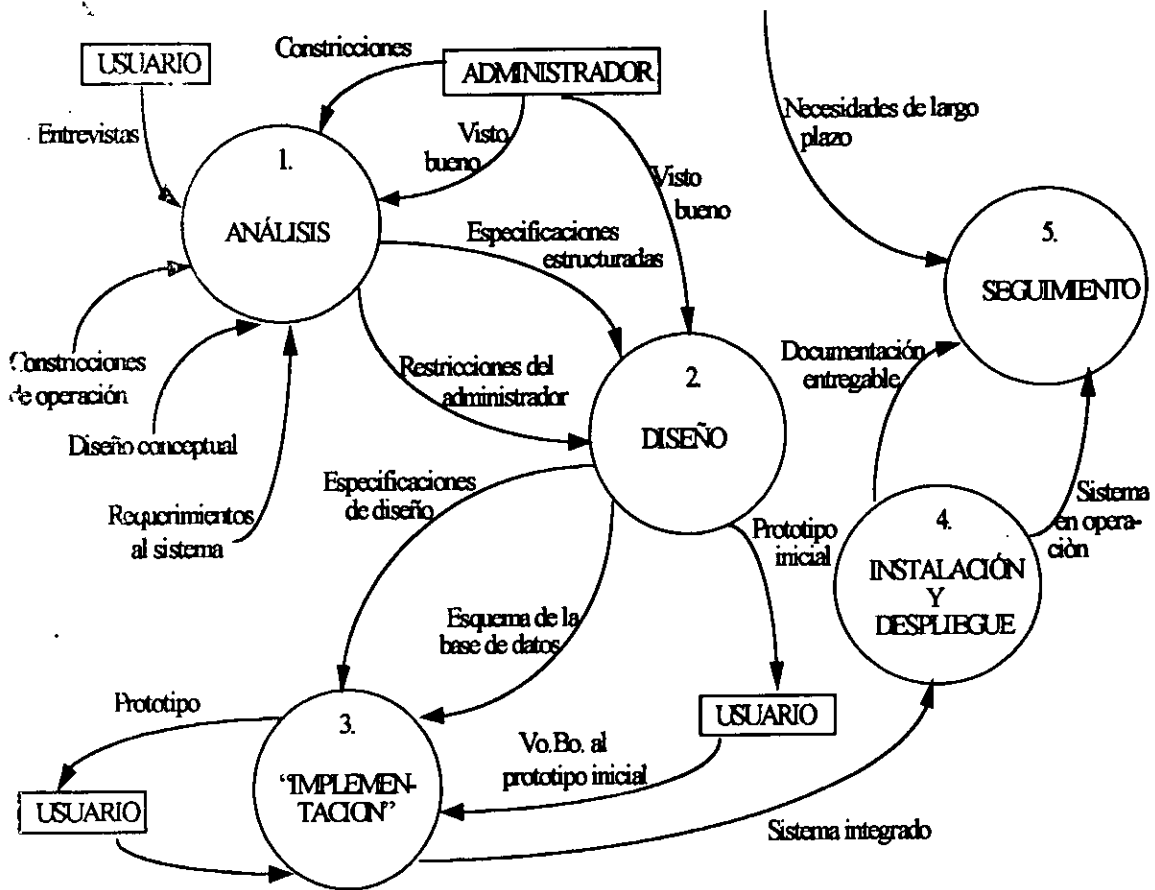 USUARIO
Constricciones
ADMINISTRADOR
Entrevistas
Visto
bueno
Visto
bueno
Necesidades de largo
plazo
1.
ANÁLISIS
Especificaciones
estructuradas
5.
SEGUIMIENTO
Constricciones
de operación
Diseño conceptual
Requerimientos
al sistema
Restricciones del
administrador
2.
DISEÑO
Documentación
entregable
Especificaciones
de diseño
Prototipo
inicial
4.
INSTALACIÓN
Y
DESPLIEGUE
Sistema
en opera-
ciòn
Esquema de la
base de datos
Prototipo
USUARIO
3.
"IMPLEMEN-
TACION"
Vo.Bo. al
prototipo inicial
USUARIO
Sistema integrado